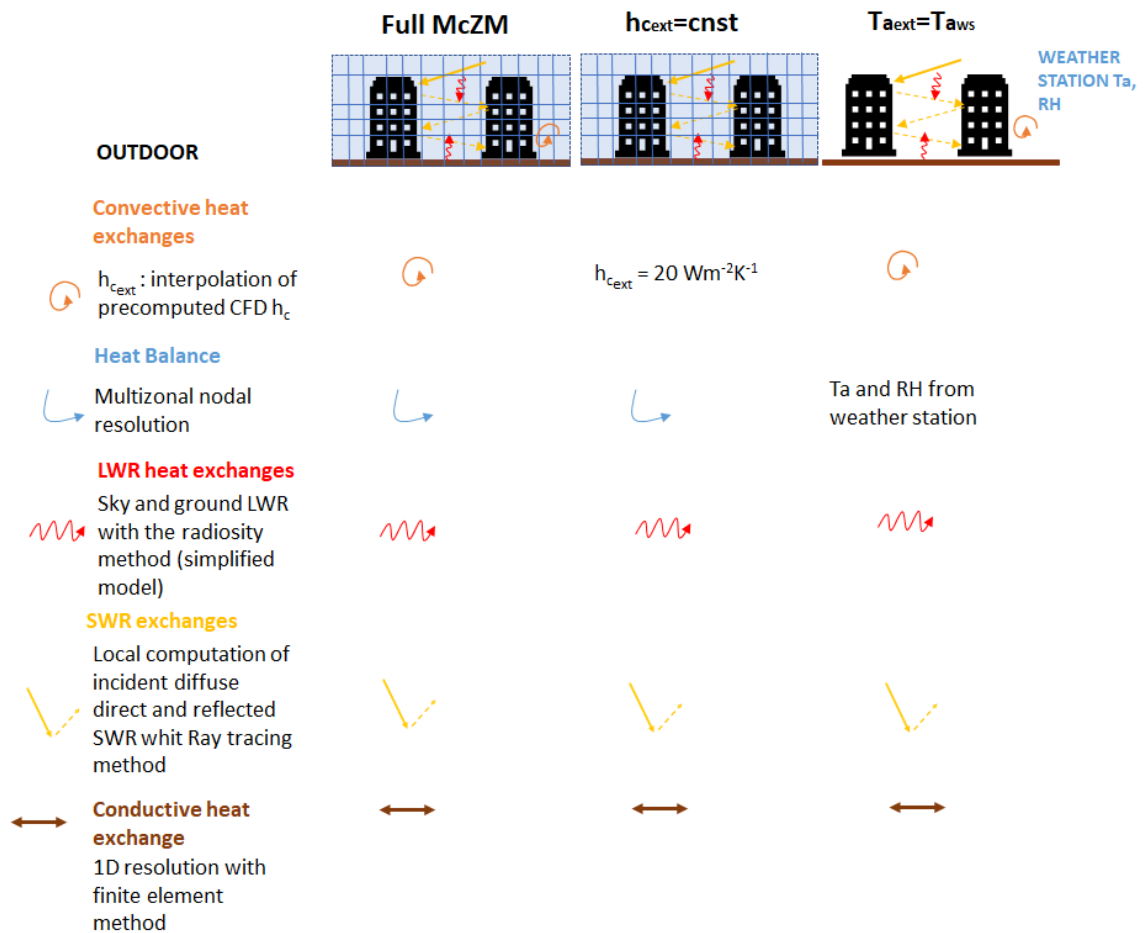 Full McZM
hcext=cnst
Taext=Taws
WEATHER
STATION Ta,
RH
OUTDOOR
Convective heat
exchanges
hcext : interpolation of
precomputed CFD hc
hcext = 20 Wm-2K-1
Heat Balance
Multizonal nodal
resolution
Ta and RH from
weather station
LWR heat exchanges
Sky and ground LWR
with the radiosity
method (simplified
model)
SWR exchanges
Local computation of
incident diffuse
direct and reflected
SWR whit Ray tracing
method
Conductive heat
exchange
1D resolution with
finite element
method